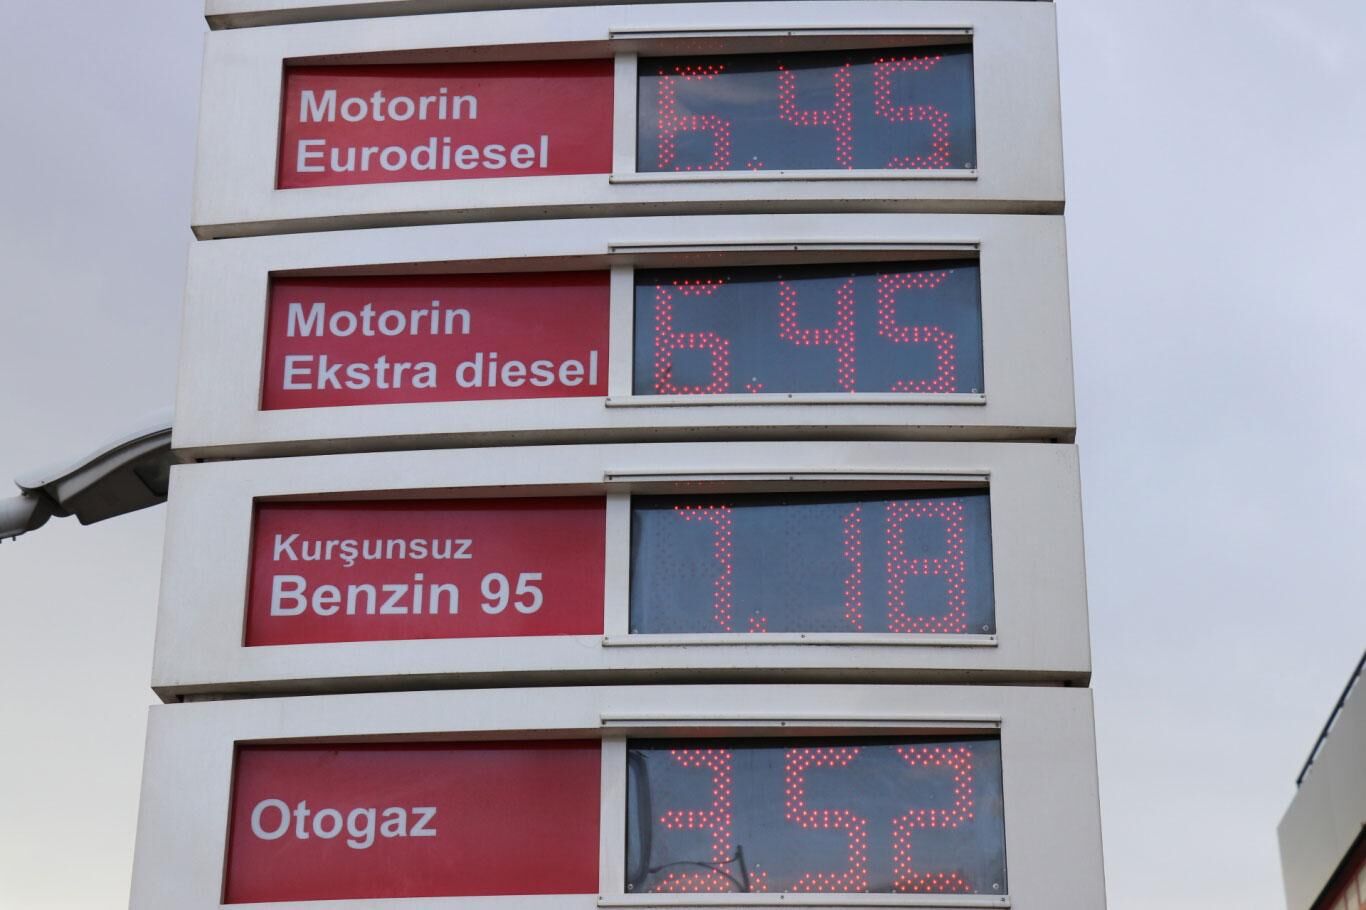 Motorin
Eurodiesel
6.45
Motorin
Ekstra diesel
6.45
Kurşunsuz
Benzin 95
7.18
Otogaz
3.52